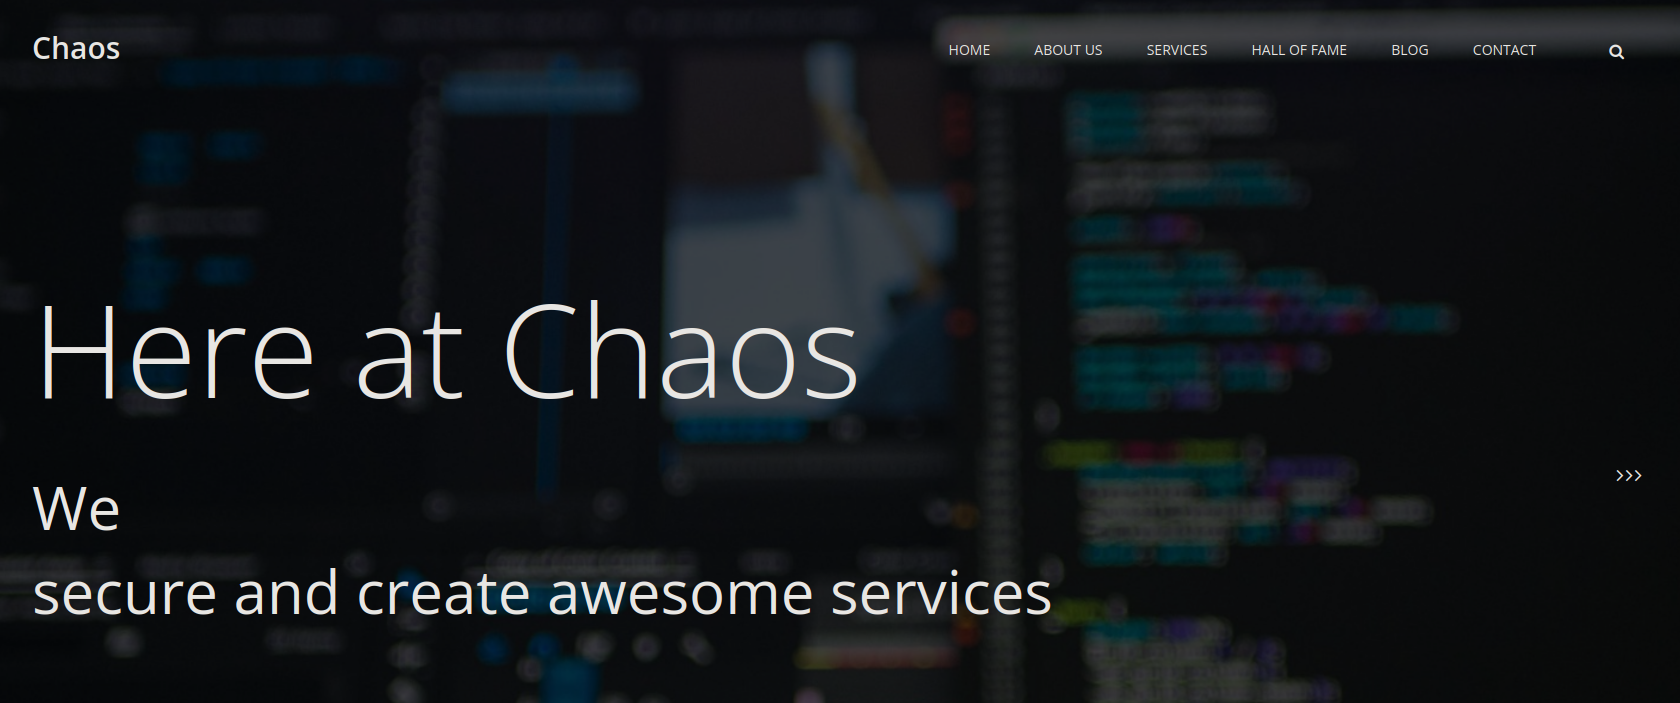 Chaos
HOME ABOUT US SERVICES HALL OF FAME BLOG CONTACT
Here at Chaos
We
secure and create awesome services